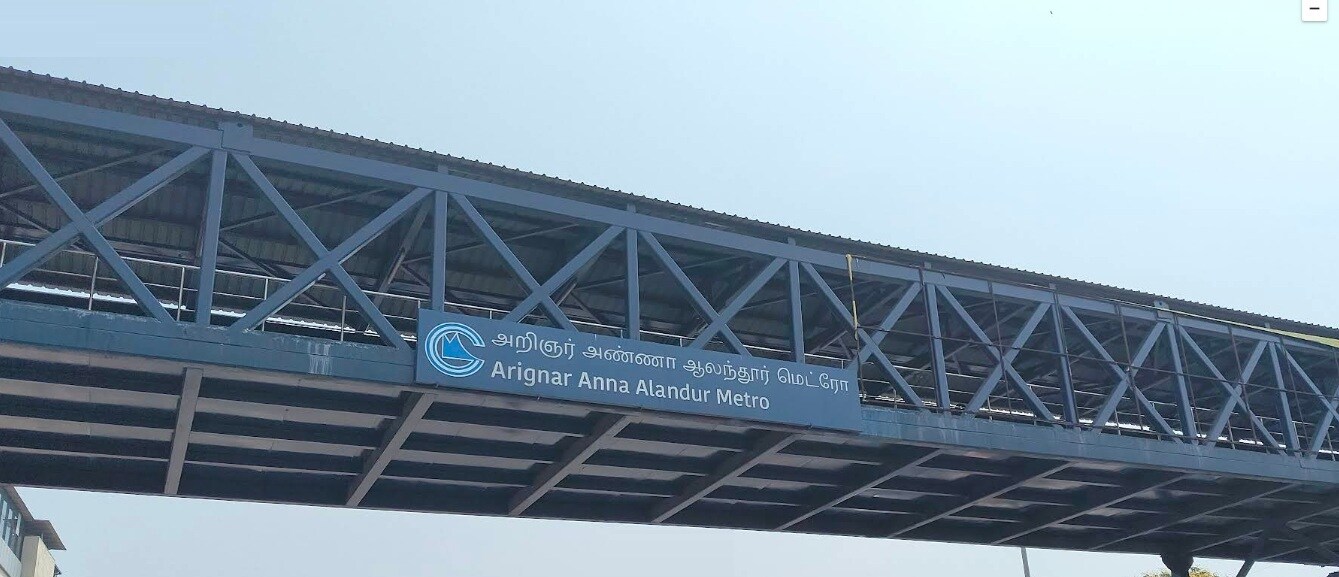 அறிஞர் அண்ணா ஆலந்தூர் மெட்ரோ
Arignar Anna Alandur Metro